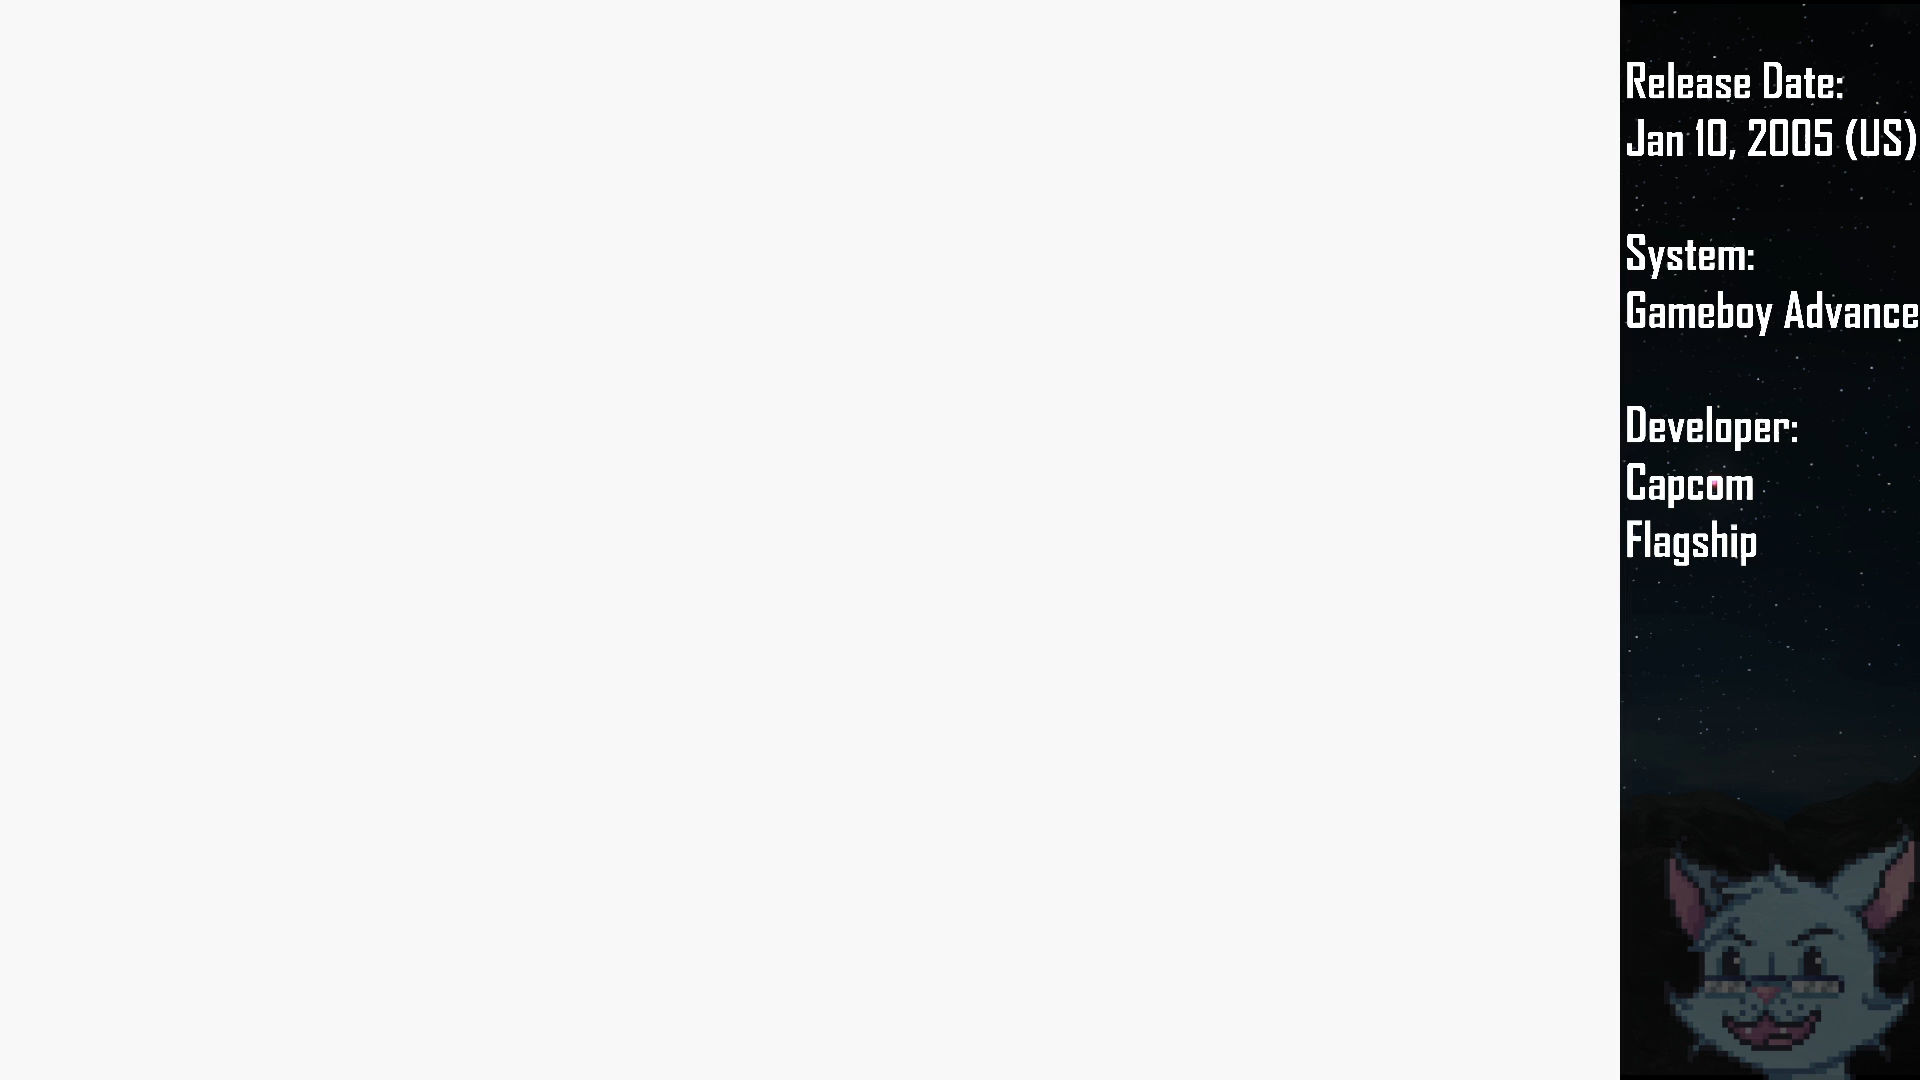 Release Date:
Jan 10, 2005 (US)
System:
Gameboy Advance
Developer:
Capcom
Flagship